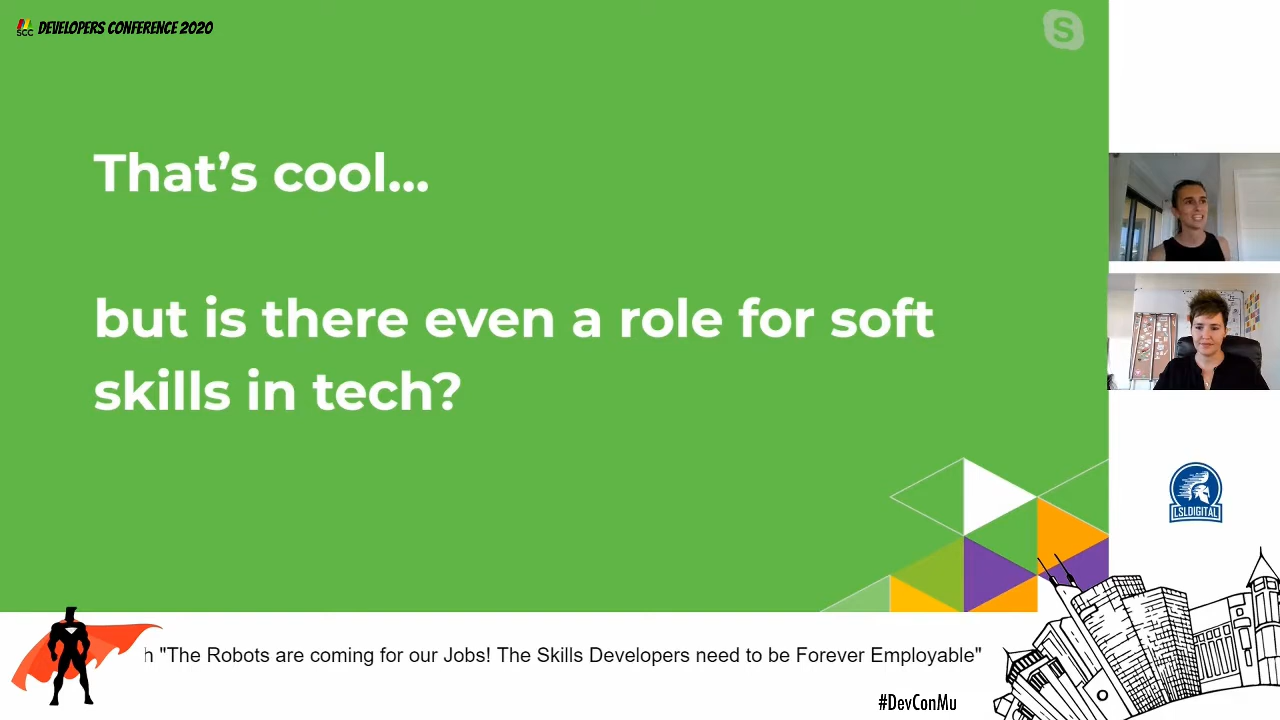 SCC DEVELOPERS CONFERENCE 2020
S
That's cool...
but is there even a role for soft
skills in tech?
LSLDIGITAL
h "The Robots are coming for our Jobs! The Skills Developers need to be Forever Employable"
#DevConMu